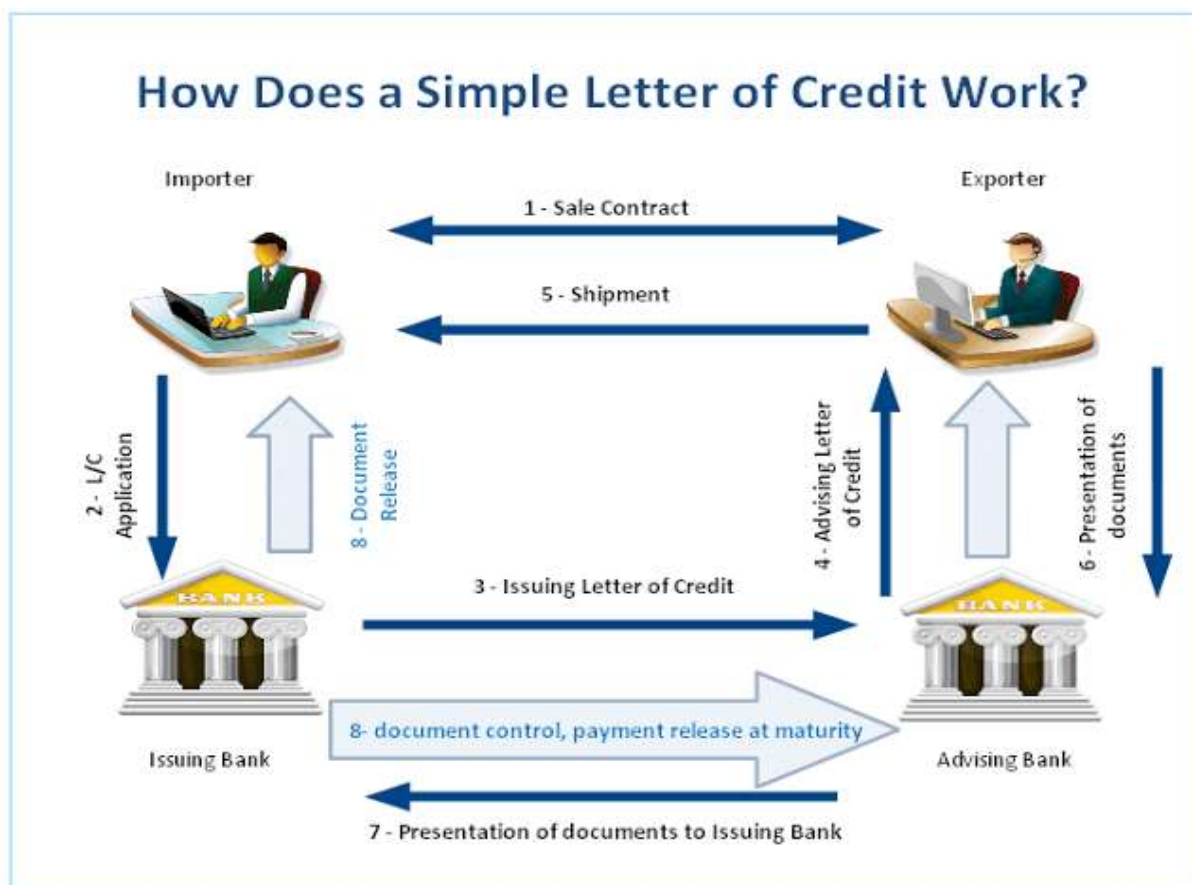 How Does a Simple Letter of Credit Work?
Importer
Exporter
1 - Sale Contract
5 - Shipment
2 - L/C
Application
8 - Document
Release
4 - Advising Letter
of Credit
6 - Presentation of
documents
3 - Issuing Letter of Credit
BANK
BANK
8- document control, payment release at maturity
Issuing Bank
Advising Bank
7 - Presentation of documents to Issuing Bank